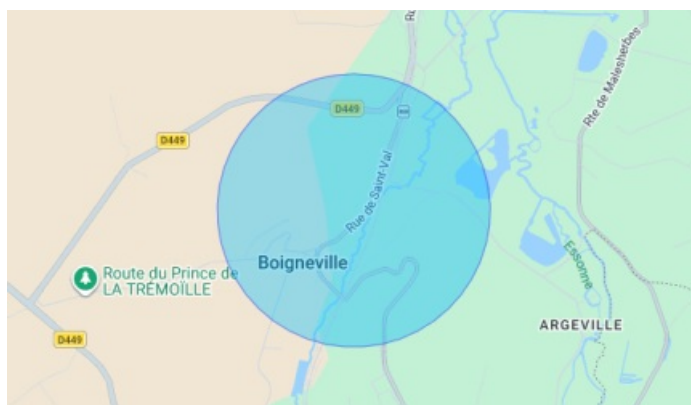 Ru
D449
D449
Rte de Malesherbes
Rue de Saint-Val
Boigneville
Essonne
Route du Prince de
LA TRÉMOÏLLE
ARGEVILLE
D449